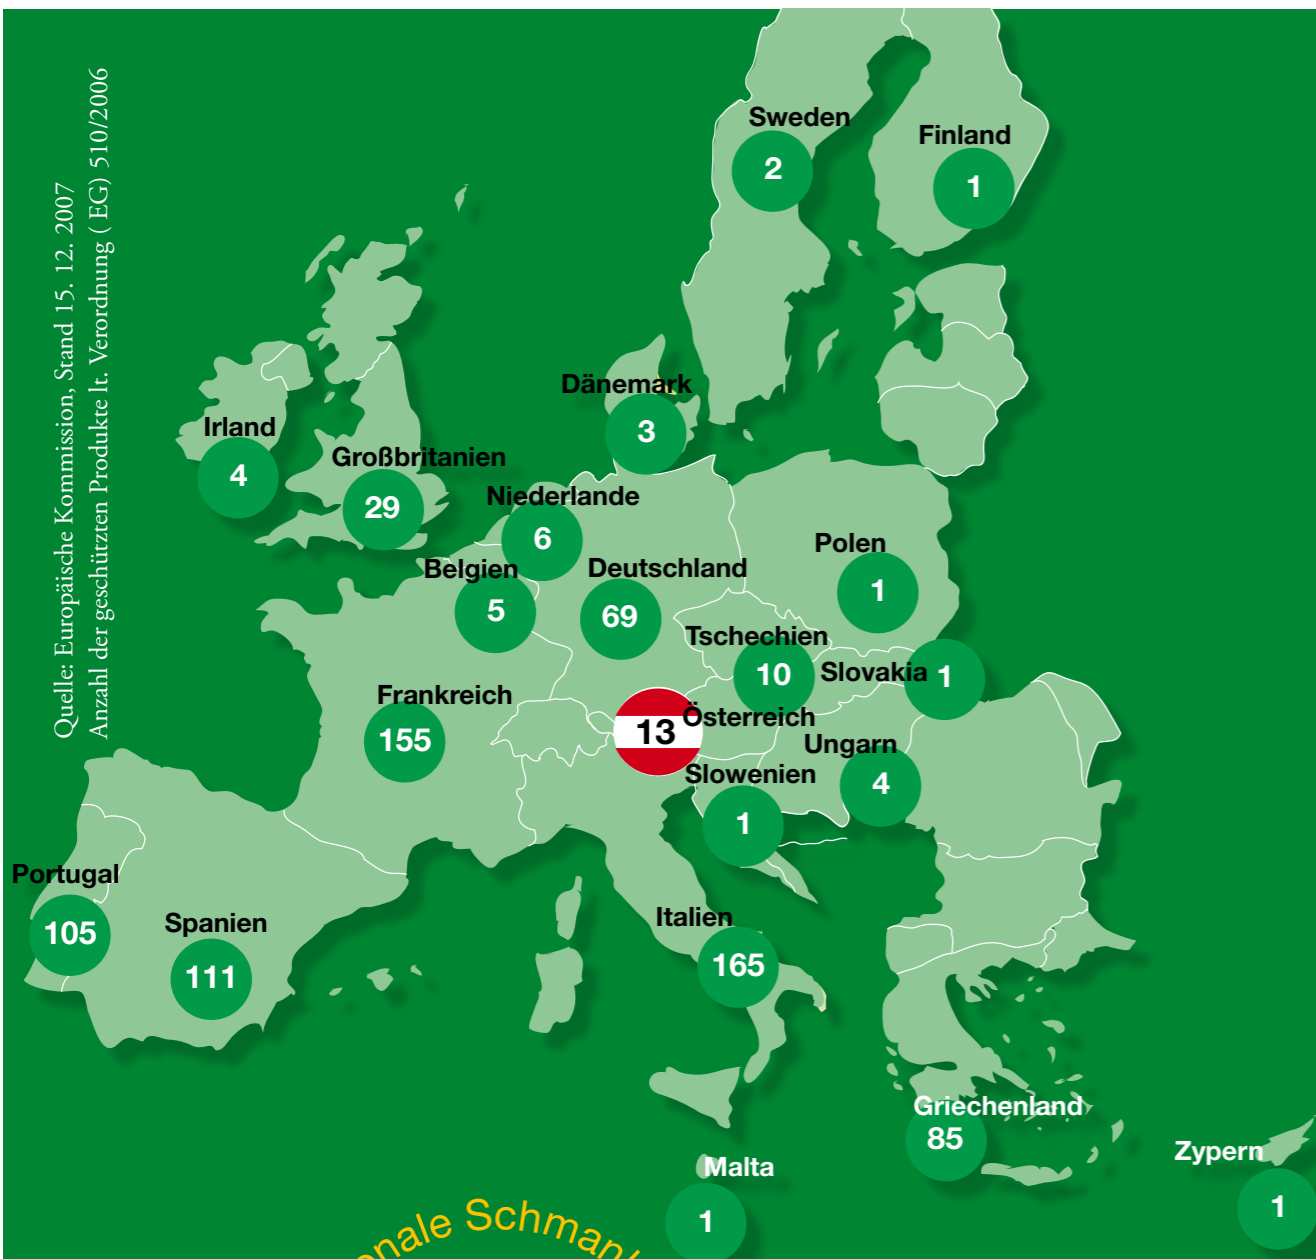 Quelle: Europäische Kommission, Stand 15. 12. 2007
Anzahl der geschützten Produkte lt. Verordnung ( EG) 510/2006
Sweden
2
Finland
1
Dänemark
3
Irland
4
Großbritanien
29
Niederlande
6
Belgien
5
Deutschland
69
Polen
1
Tschechien
10
Slovakia
1
Frankreich
155
Österreich
13
Ungarn
4
Slowenien
1
Portugal
105
Spanien
111
Italien
165
Griechenland
85
Malta
1
Zypern
1
onale Schman